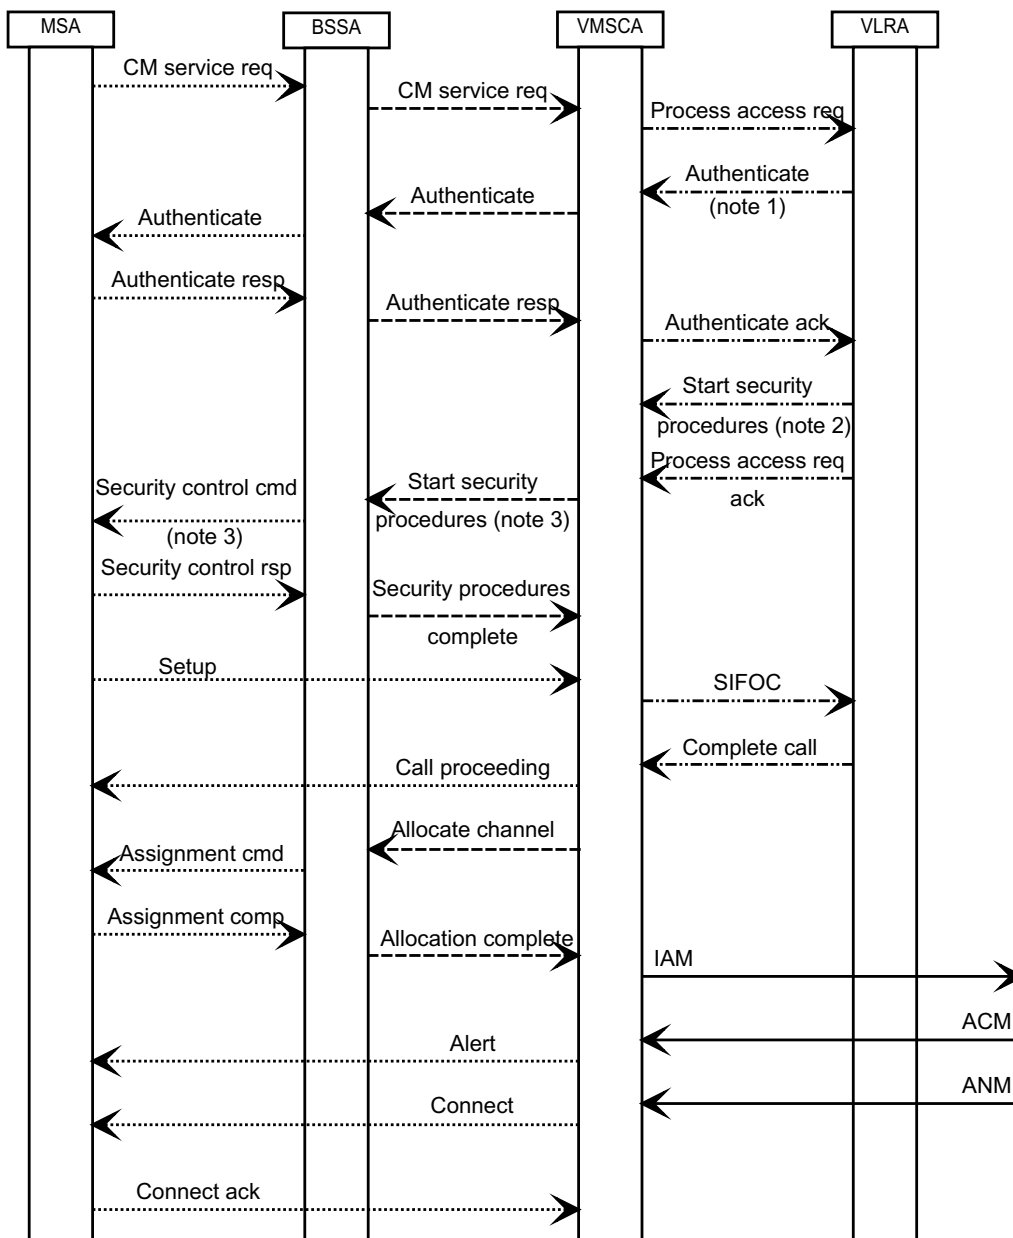 MSA
BSSA
VMSCA
VLRA
CM service req
CM service req
Process access req
Authenticate
(note 1)
Authenticate
Authenticate
Authenticate resp
Authenticate resp
Authenticate ack
Start security
procedures (note 2)
Process access req
ack
Start security
procedures (note 3)
Security control cmd
(note 3)
Security control rsp
Security procedures
complete
Setup
SIFOC
Complete call
Call proceeding
Allocate channel
Assignment cmd
Assignment comp
Allocation complete
IAM
ACM
Alert
ANM
Connect
Connect ack